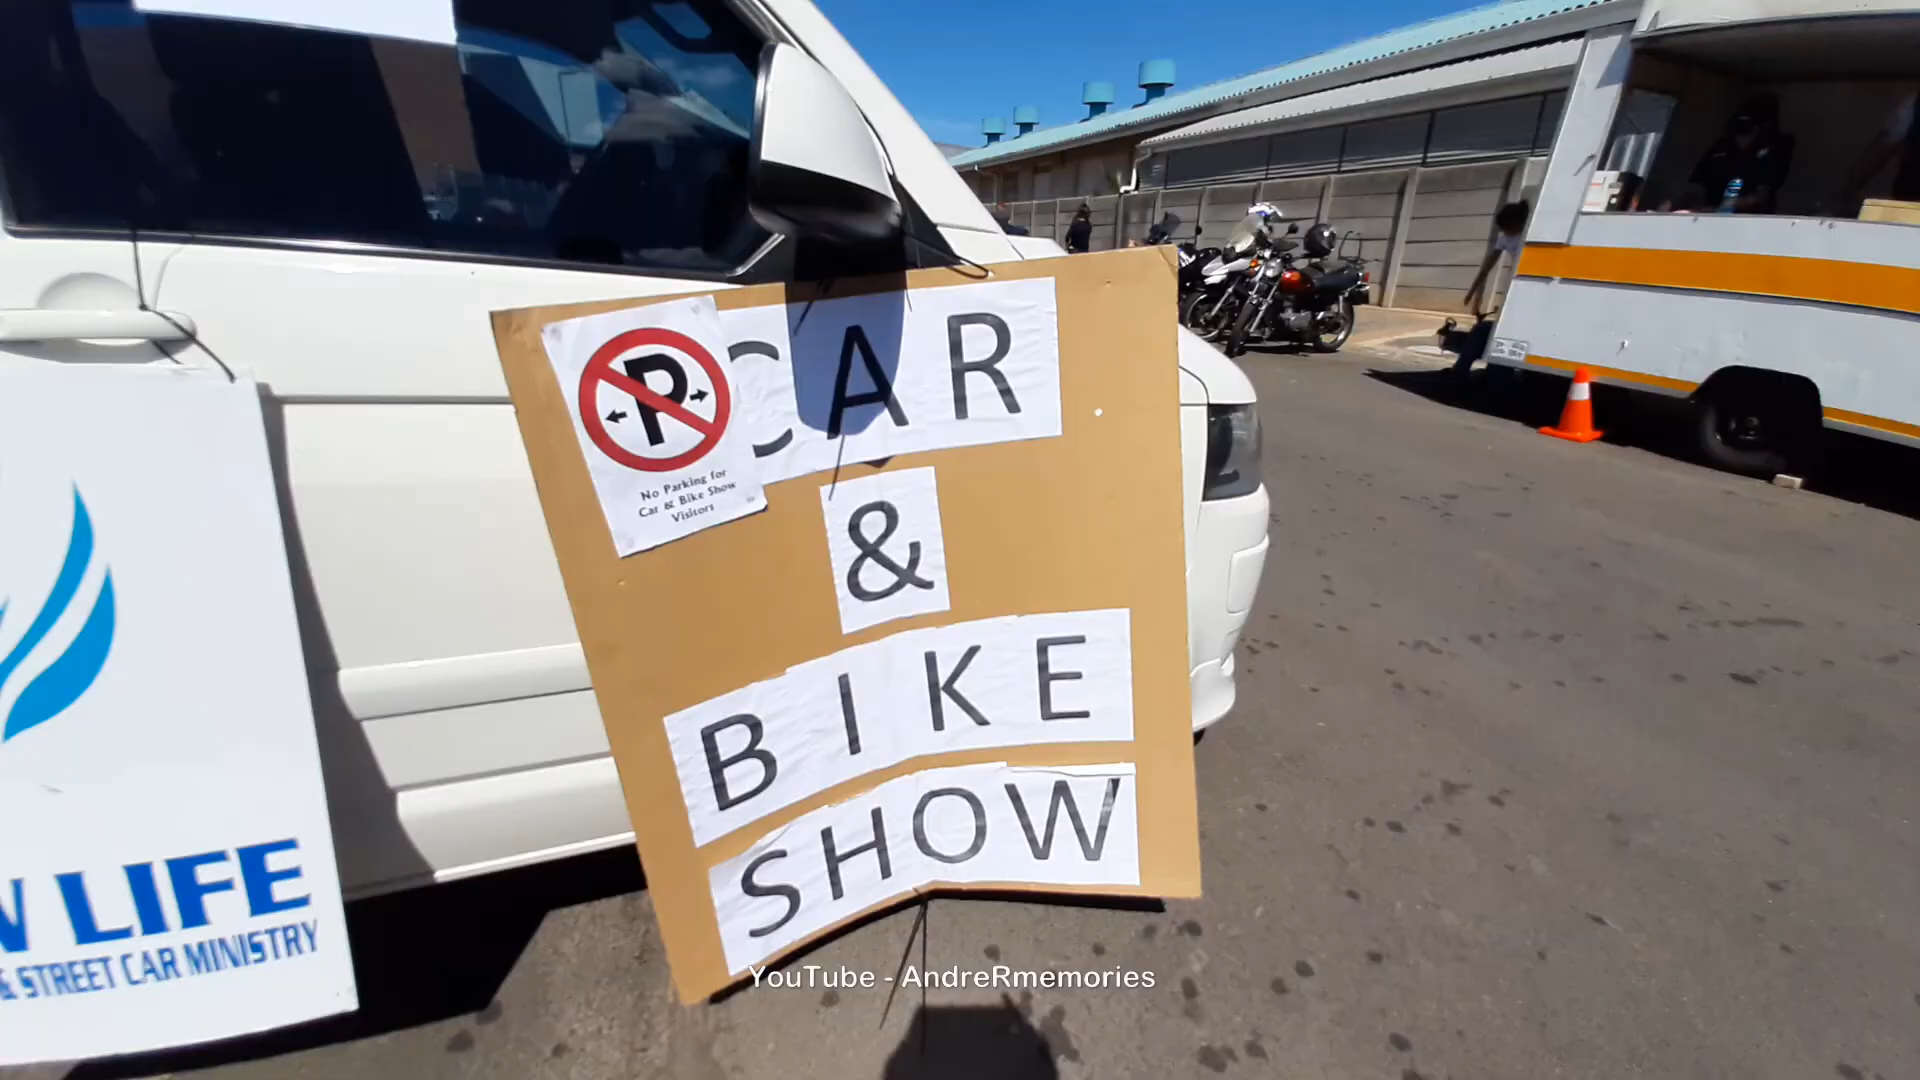 P
No Parking for
Car & Bike Show
Visitors
CAR
&
BIKE
SHOW
LIFE
& STREET CAR MINISTRY
YouTube - AndreRmemories